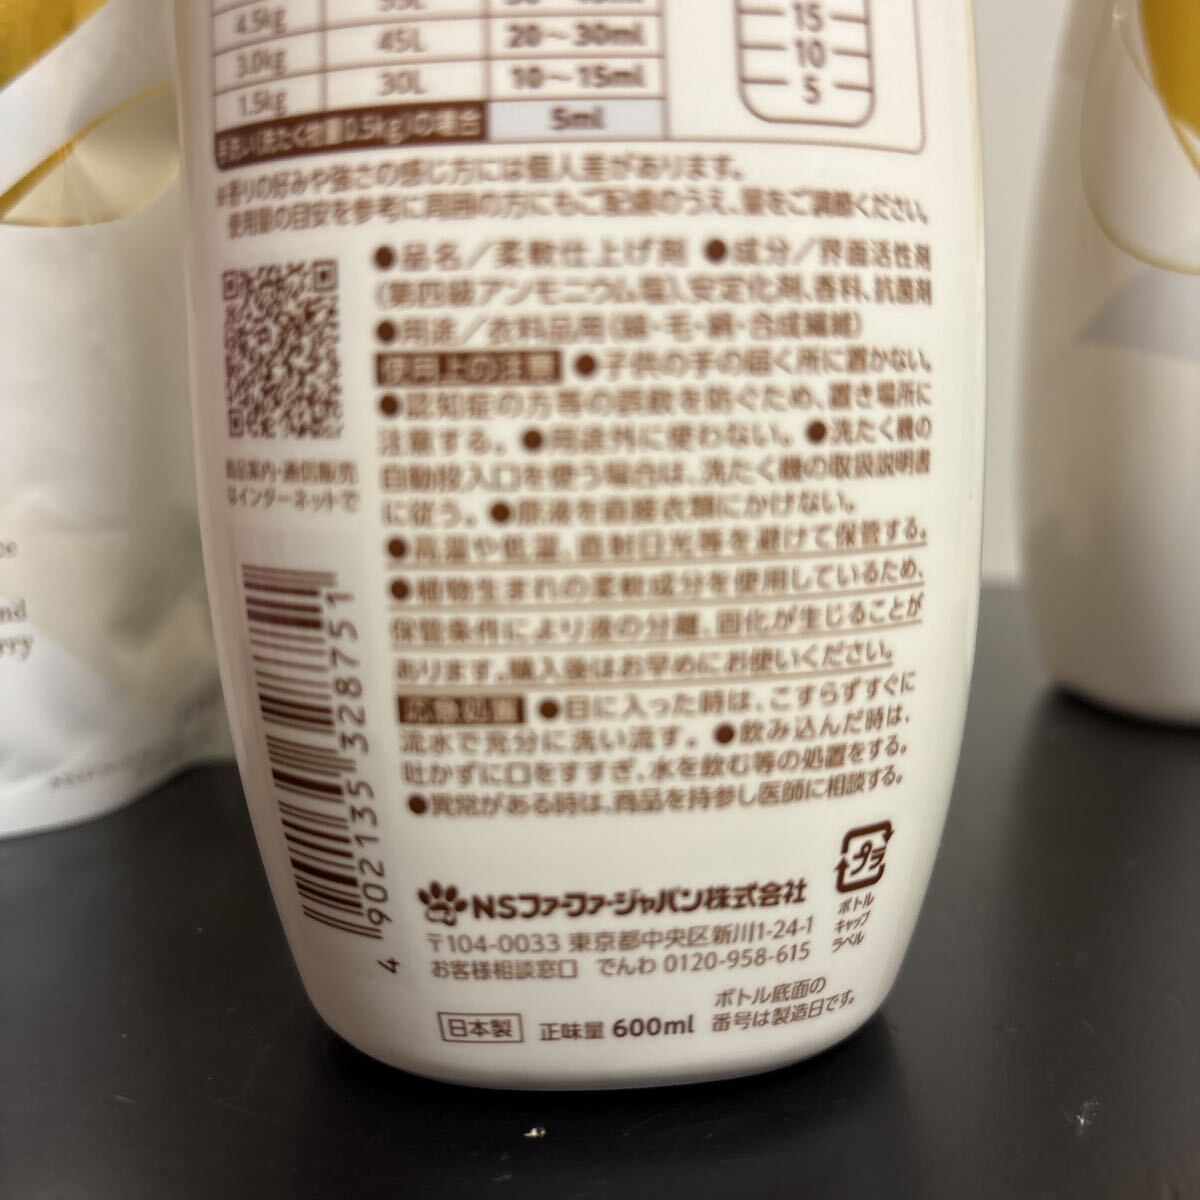 4.5kg
3.0kg 45L 20〜30ml
1.5kg 30L 10〜15ml
手洗い(洗たく物量0.5kg)の場合 5ml
15
10
5
※香りの好みや強さの感じ方には個人差があります。
使用量の目安を参考に周囲の方にもご配慮のうえ、量をご調節ください。
●品名／柔軟仕上げ剤 ●成分／界面活性剤
(第四級アンモニウム塩)、安定化剤、香料、抗菌剤
●用途／衣料品用(綿・毛・絹・合成繊維)
使用上の注意 ●子供の手の届く所に置かない。
●認知症の方等の誤飲を防ぐため、置き場所に
注意する。 ●用途外に使わない。 ●洗たく機の
自動投入口を使う場合は、洗たく機の取扱説明書
に従う。 ●原液を直接衣類にかけない。
●高温や低温、直射日光等を避けて保管する。
●植物生まれの柔軟成分を使用しているため、
保管条件により液の分離、固化が生じることが
あります。購入後はお早めにお使いください。
応急処置 ●目に入った時は、こすらずすぐに
流水で充分に洗い流す。 ●飲み込んだ時は、
吐かずに口をすすぎ、水を飲む等の処置をする。
●異常がある時は、商品を持参し医師に相談する。
商品案内・通信販売
はインターネットで
4 902135 328751
NSファーファ・ジャパン株式会社
〒104-0033 東京都中央区新川1-24-1
お客様相談窓口 でんわ 0120-958-615
日本製 正味量 600ml
ボトル底面の
番号は製造日です。
プラ
ボトル
キャップ
ラベル